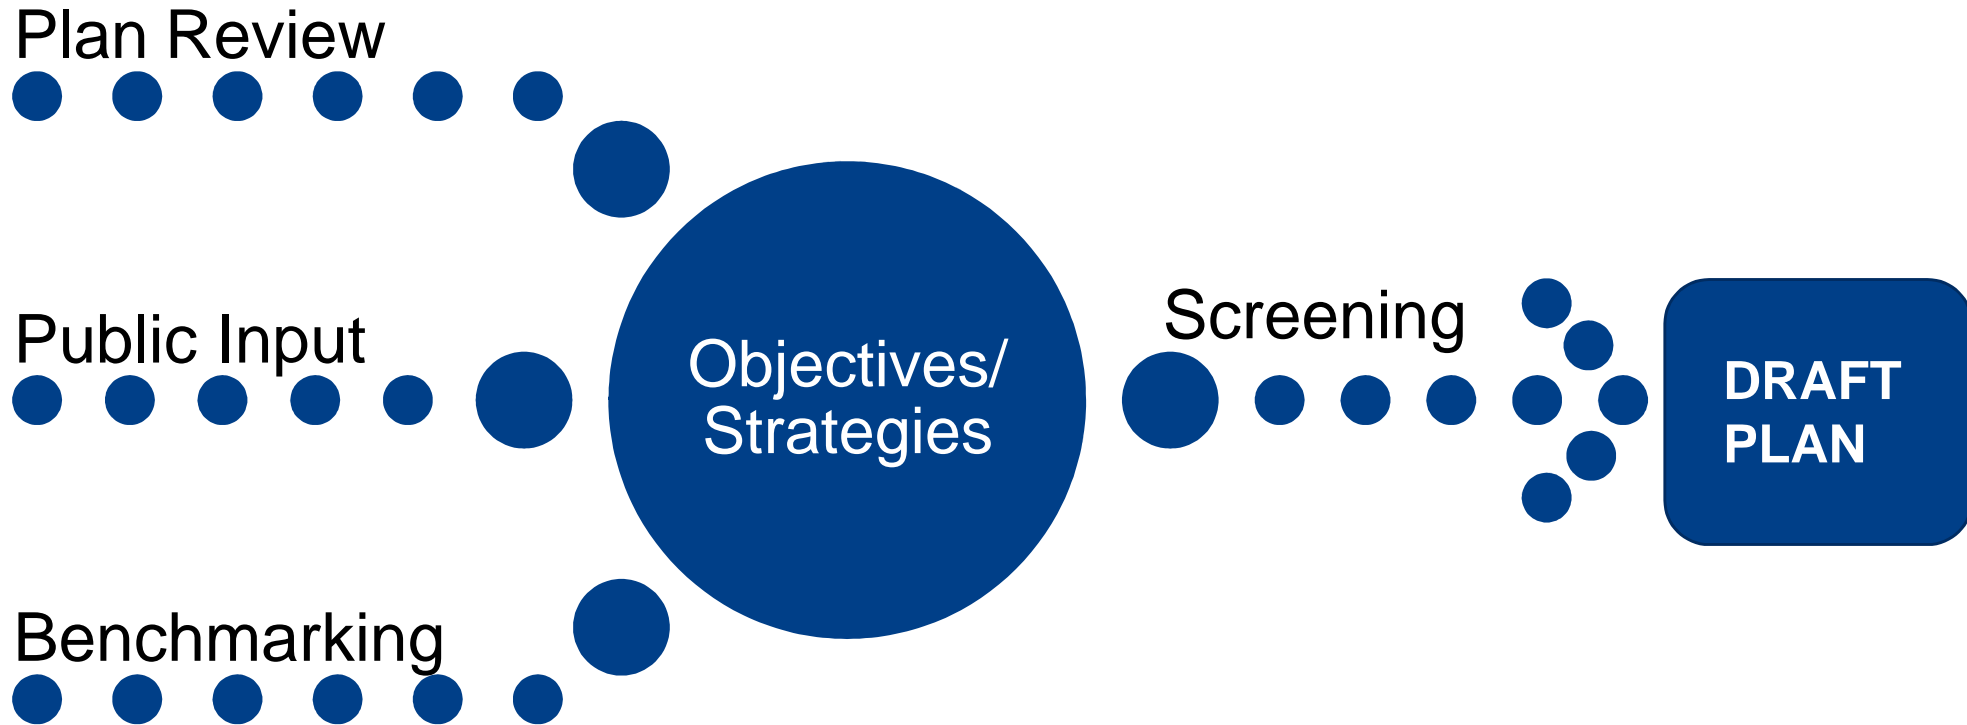 Plan Review
Public Input
Benchmarking
Objectives/
Strategies
Screening
DRAFT
PLAN